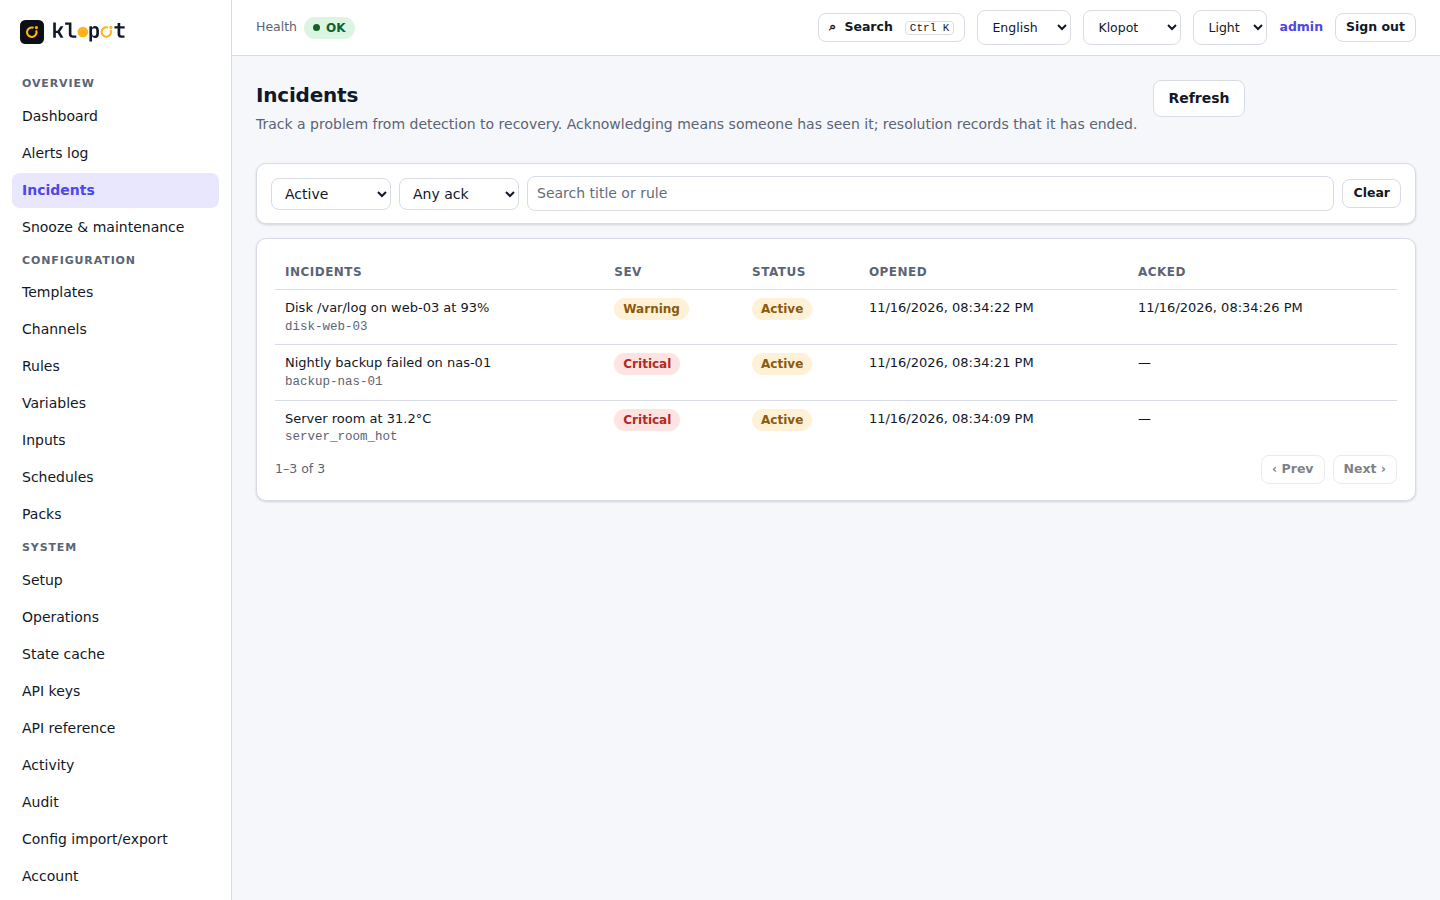 klopot
Health OK
Search Ctrl K
English
Klopot
Light
admin
Sign out
OVERVIEW
Dashboard
Alerts log
Incidents
Snooze & maintenance
CONFIGURATION
Templates
Channels
Rules
Variables
Inputs
Schedules
Packs
SYSTEM
Setup
Operations
State cache
API keys
API reference
Activity
Audit
Config import/export
Account
Incidents
Track a problem from detection to recovery. Acknowledging means someone has seen it; resolution records that it has ended.
Refresh
Active
Any ack
Search title or rule
Clear
INCIDENTS SEV STATUS OPENED ACKED
Disk /var/log on web-03 at 93% Warning Active 11/16/2026, 08:34:22 PM 11/16/2026, 08:34:26 PM
disk-web-03
Nightly backup failed on nas-01 Critical Active 11/16/2026, 08:34:21 PM —
backup-nas-01
Server room at 31.2°C Critical Active 11/16/2026, 08:34:09 PM —
server_room_hot
1–3 of 3
‹ Prev
Next ›